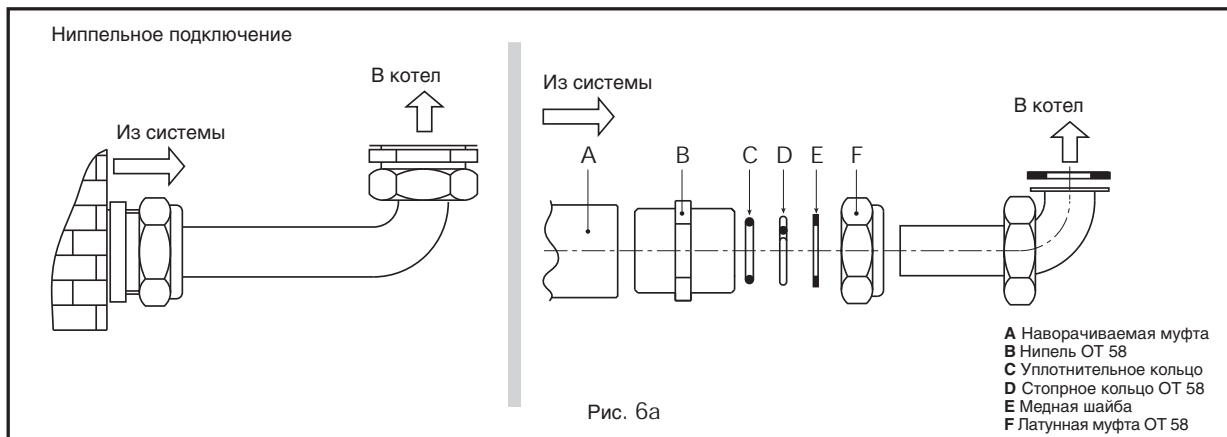 Ниппельное подключение
В котел
Из системы
Из системы
В котел
A B C D E F
A Наворачиваемая муфта
B Нипель ОТ 58
C Уплотнительное кольцо
D Стопрное кольцо ОТ 58
E Медная шайба
F Латунная муфта ОТ 58
Рис. 6а